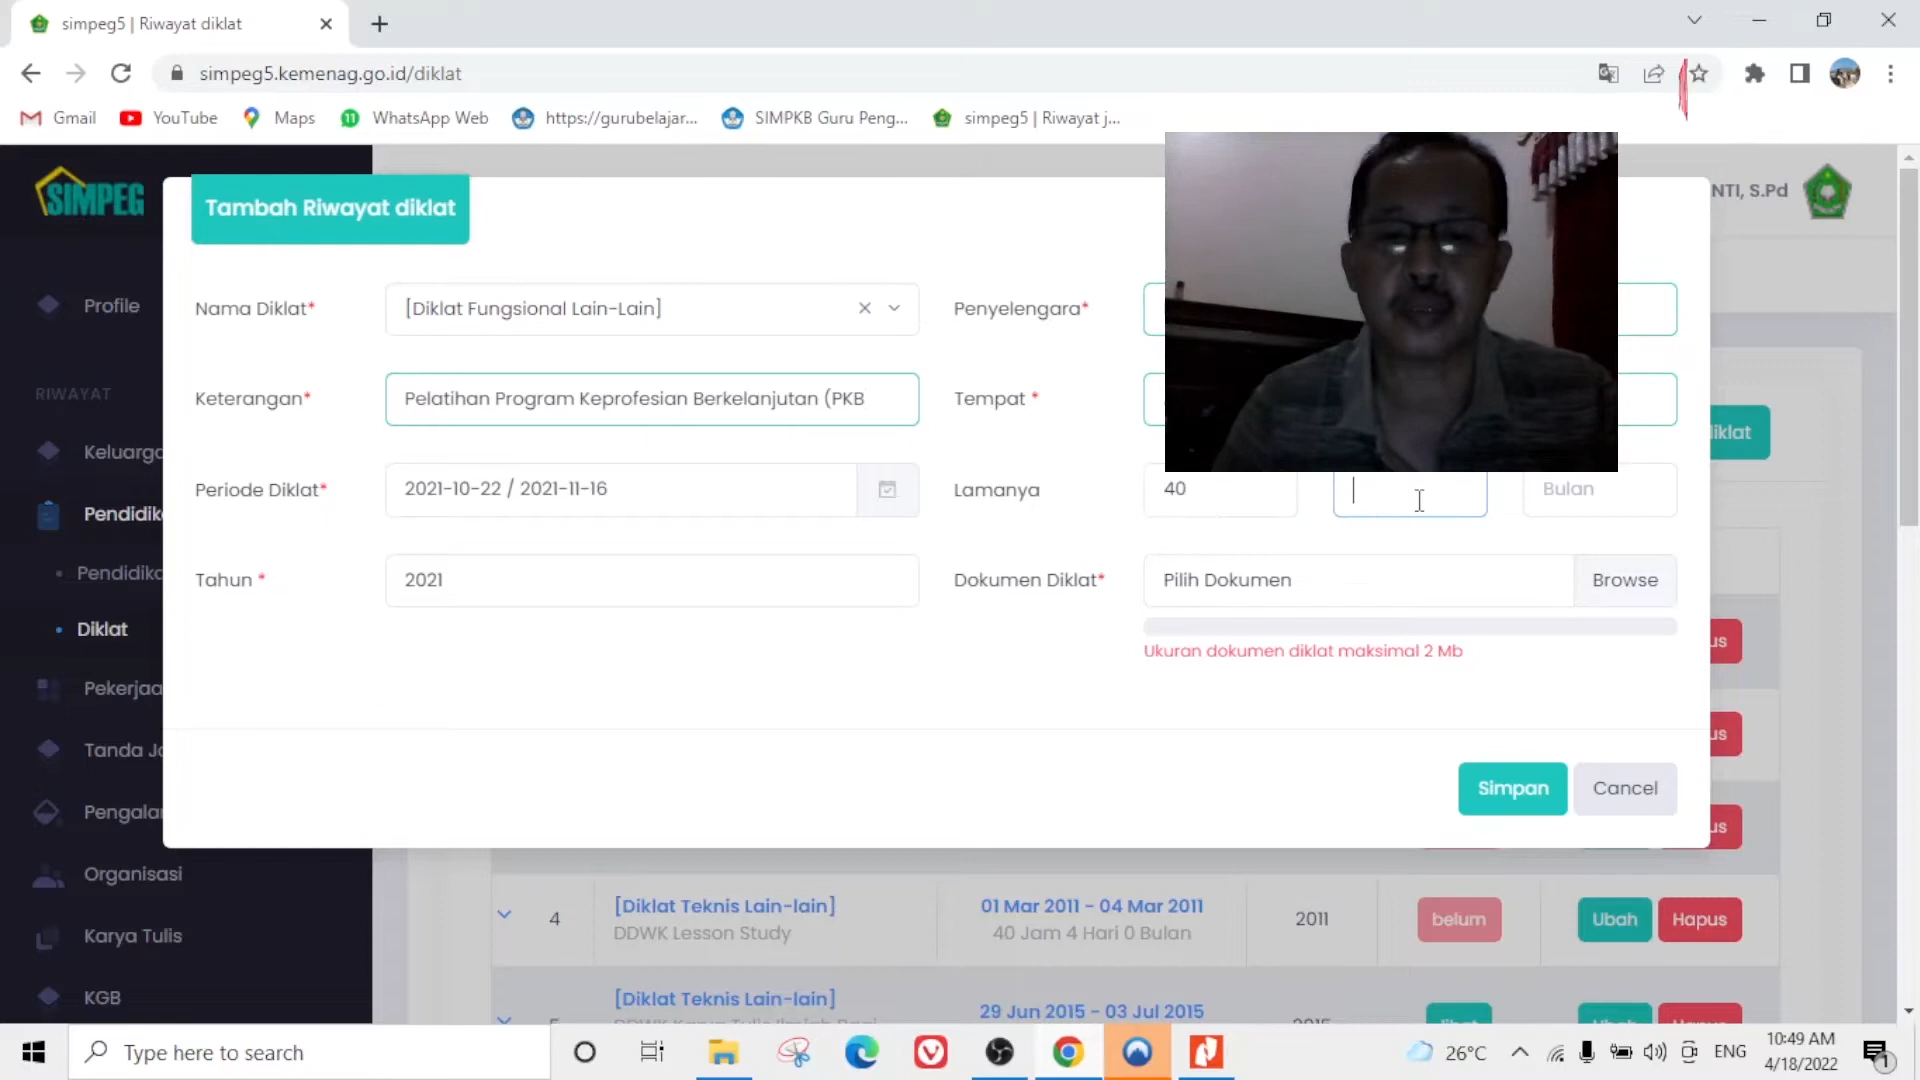 simpeg5 | Riwayat diklat
simpeg5.kemenag.go.id/diklat
Gmail YouTube Maps WhatsApp Web https://gurubelajar... SIMPKB Guru Peng... simpeg5 | Riwayat j...
SIMPEG
NTI, S.Pd
Tambah Riwayat diklat
Profile
Nama Diklat* [Diklat Fungsional Lain-Lain] Penyelengara*
RIWAYAT
Keterangan* Pelatihan Program Keprofesian Berkelanjutan (PKB Tempat *
Keluarga
iklat
Periode Diklat* 2021-10-22 / 2021-11-16 Lamanya 40 Bulan
Pendidik
Pendidika
Tahun * 2021 Dokumen Diklat* Pilih Dokumen Browse
Diklat
us
Ukuran dokumen diklat maksimal 2 Mb
Pekerjaa
Tanda Ja
us
Simpan Cancel
Pengalar
us
Organisasi
4 [Diklat Teknis Lain-lain] 01 Mar 2011 - 04 Mar 2011 2011 belum Ubah Hapus
DDWK Lesson Study 40 Jam 4 Hari 0 Bulan
Karya Tulis
KGB
[Diklat Teknis Lain-lain] 29 Jun 2015 - 03 Jul 2015
Type here to search
26°C ENG 10:49 AM
4/18/2022
1